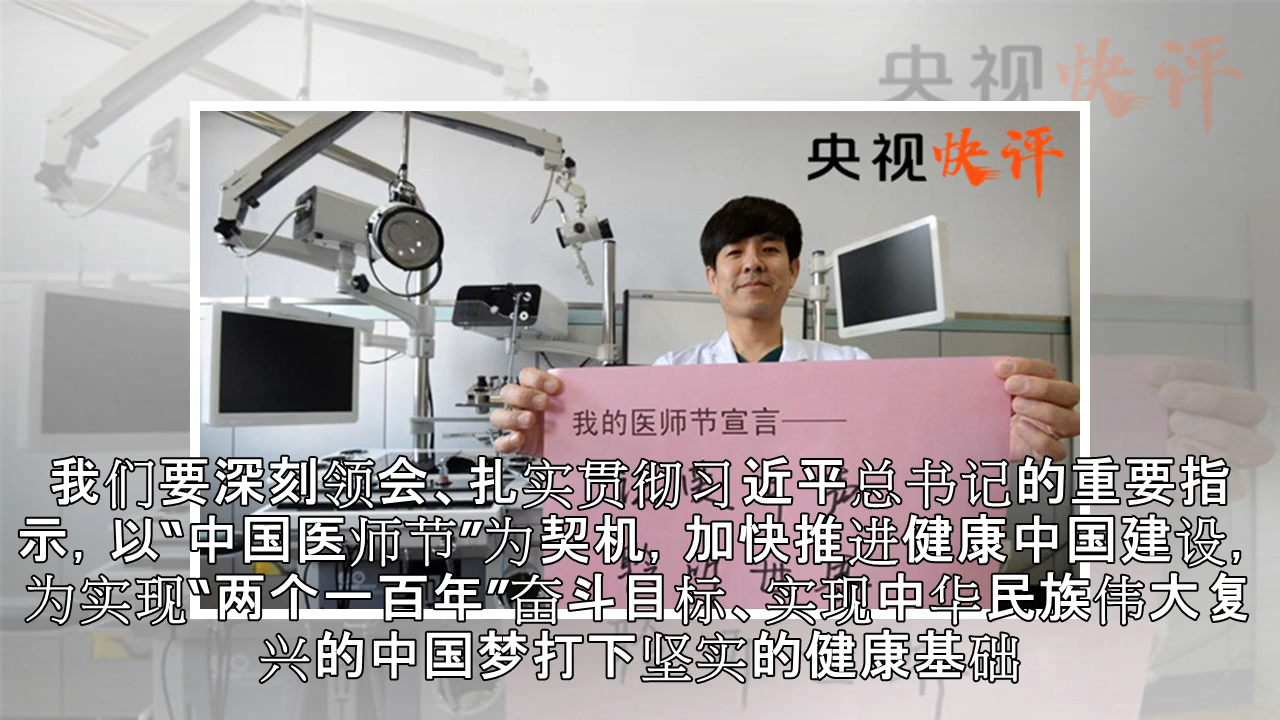 央视快评
央视快评
我的医师节宣言——
我们要深刻领会、扎实贯彻习近平总书记的重要指
示,以“中国医师节”为契机,加快推进健康中国建设,
为实现“两个一百年”奋斗目标、实现中华民族伟大复
兴的中国梦打下坚实的健康基础